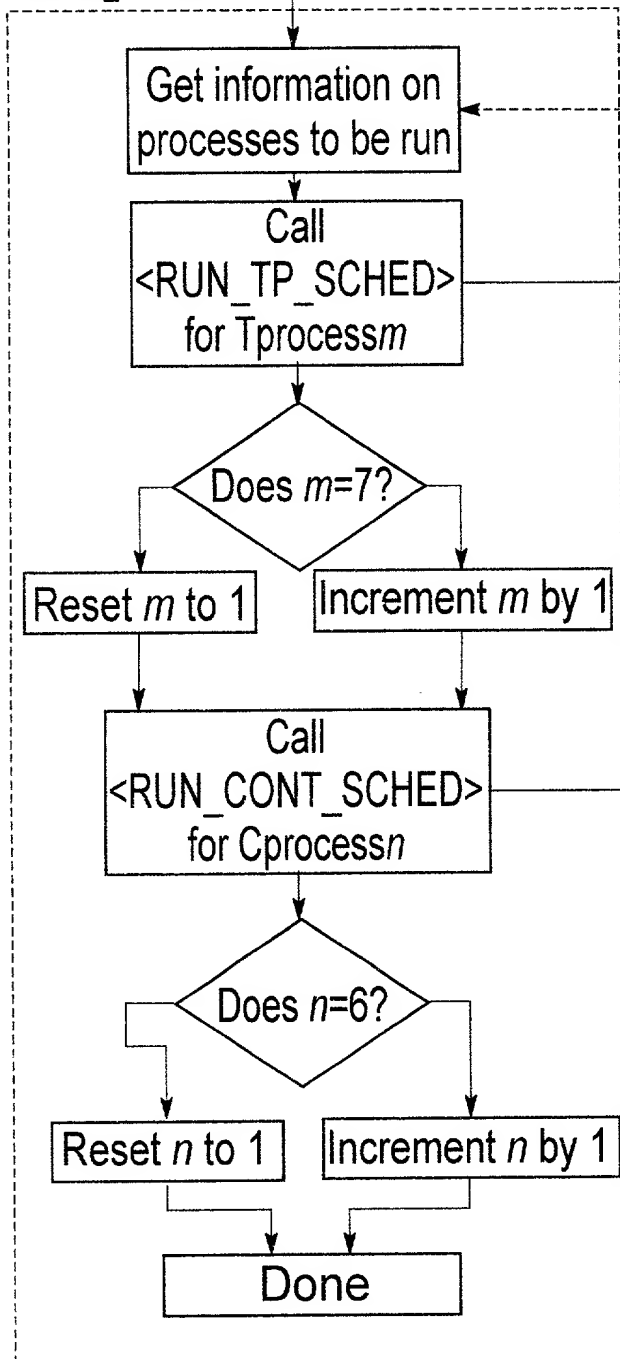 Get information on
processes to be run
Call
<RUN_TP_SCHED>
for Tprocessm
Does m=7?
Reset m to 1
Increment m by 1
Call
<RUN_CONT_SCHED>
for Cprocessn
Does n=6?
Reset n to 1
Increment n by 1
Done